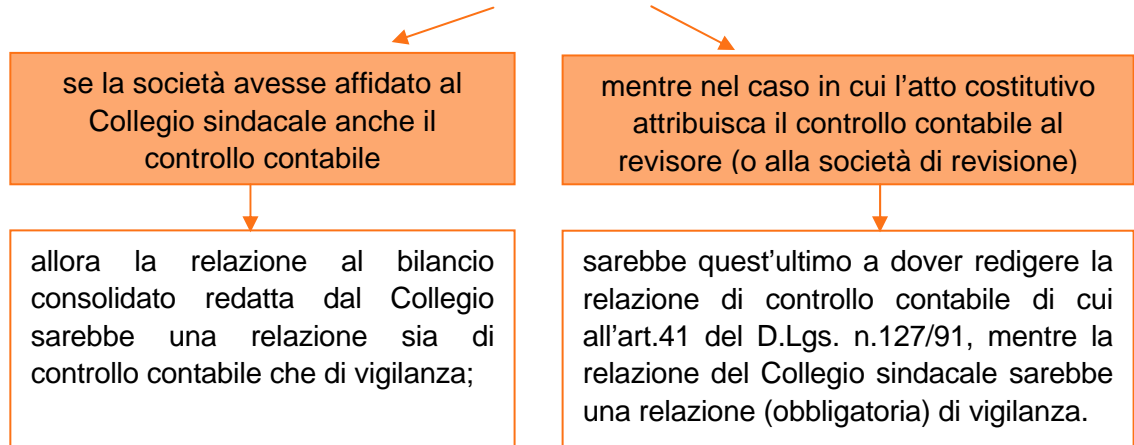 se la società avesse affidato al
Collegio sindacale anche il
controllo contabile
mentre nel caso in cui l'atto costitutivo
attribuisca il controllo contabile al
revisore (o alla società di revisione)
allora la relazione al bilancio
consolidato redatta dal Collegio
sarebbe una relazione sia di
controllo contabile che di vigilanza;
sarebbe quest'ultimo a dover redigere la
relazione di controllo contabile di cui
all'art.41 del D.Lgs. n.127/91, mentre la
relazione del Collegio sindacale sarebbe
una relazione (obbligatoria) di vigilanza.